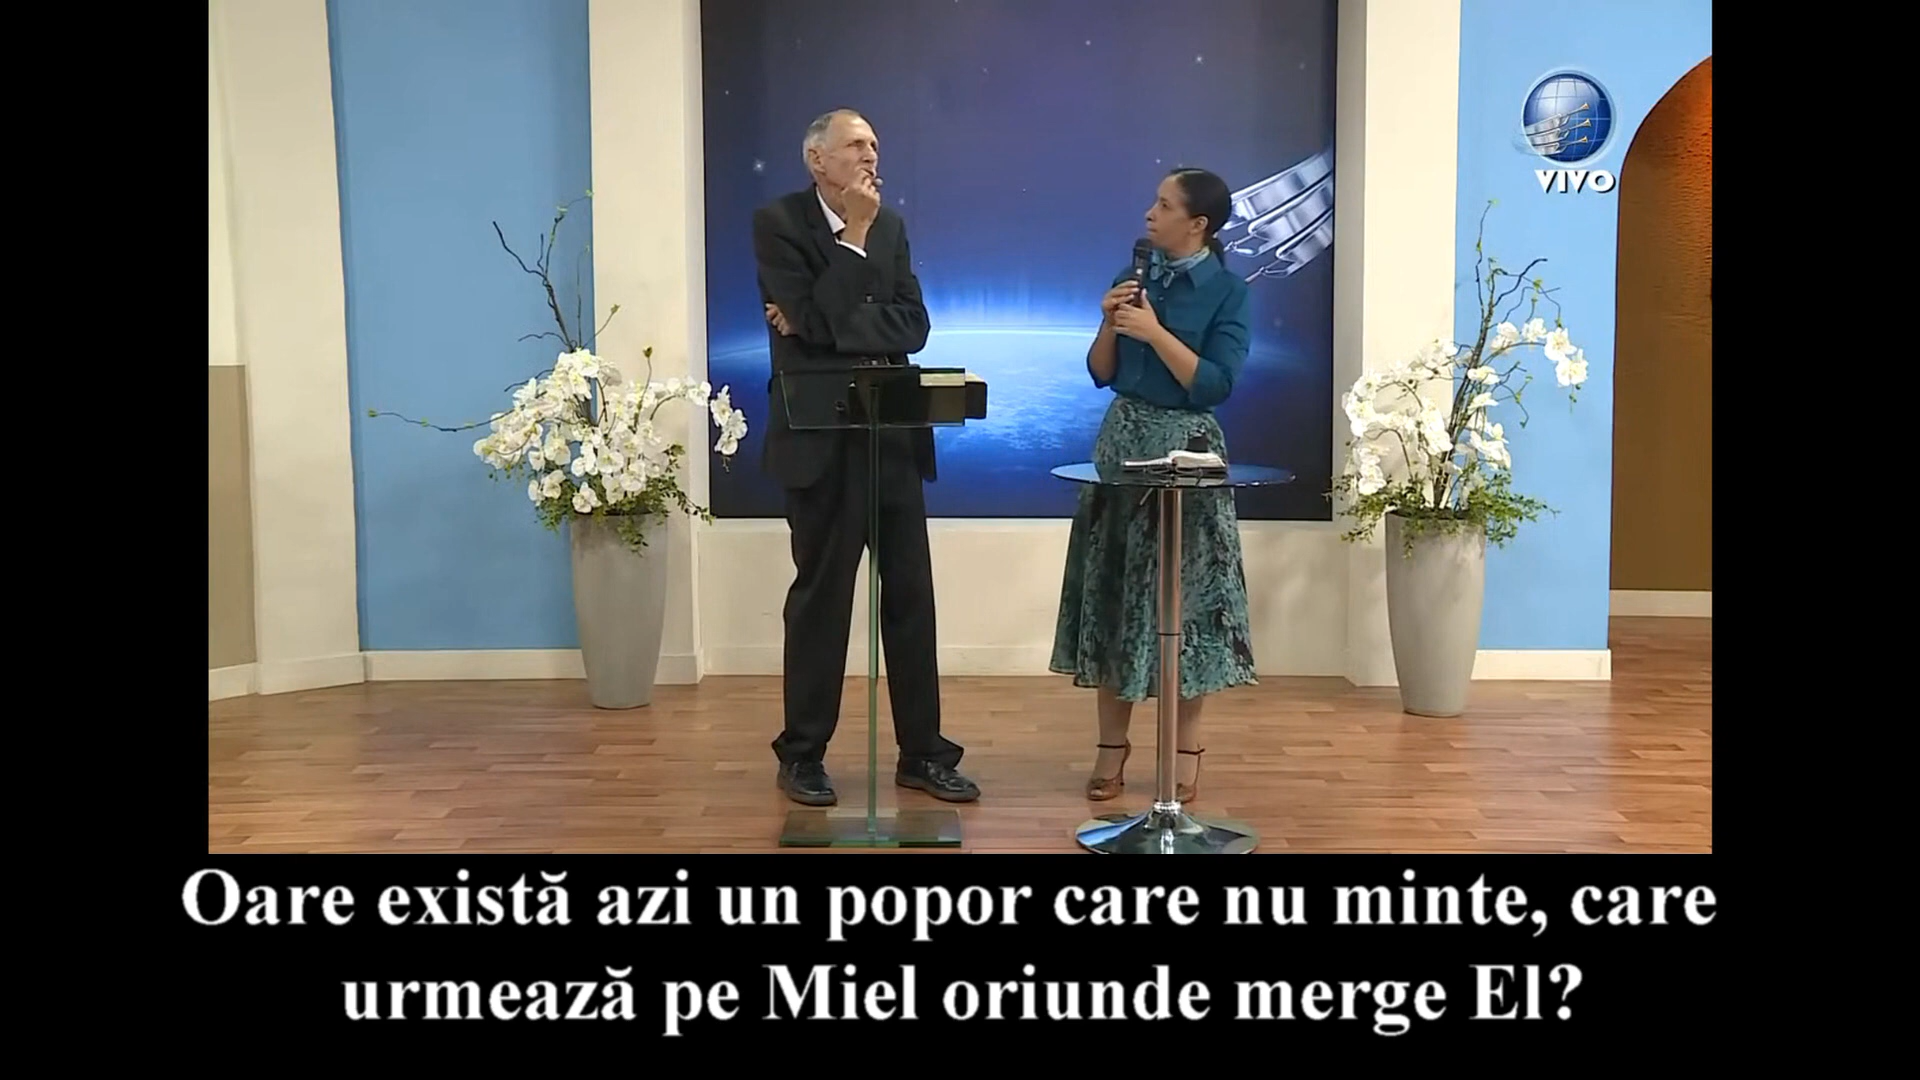 VIVO
Oare există azi un popor care nu minte, care
urmează pe Miel oriunde merge El?